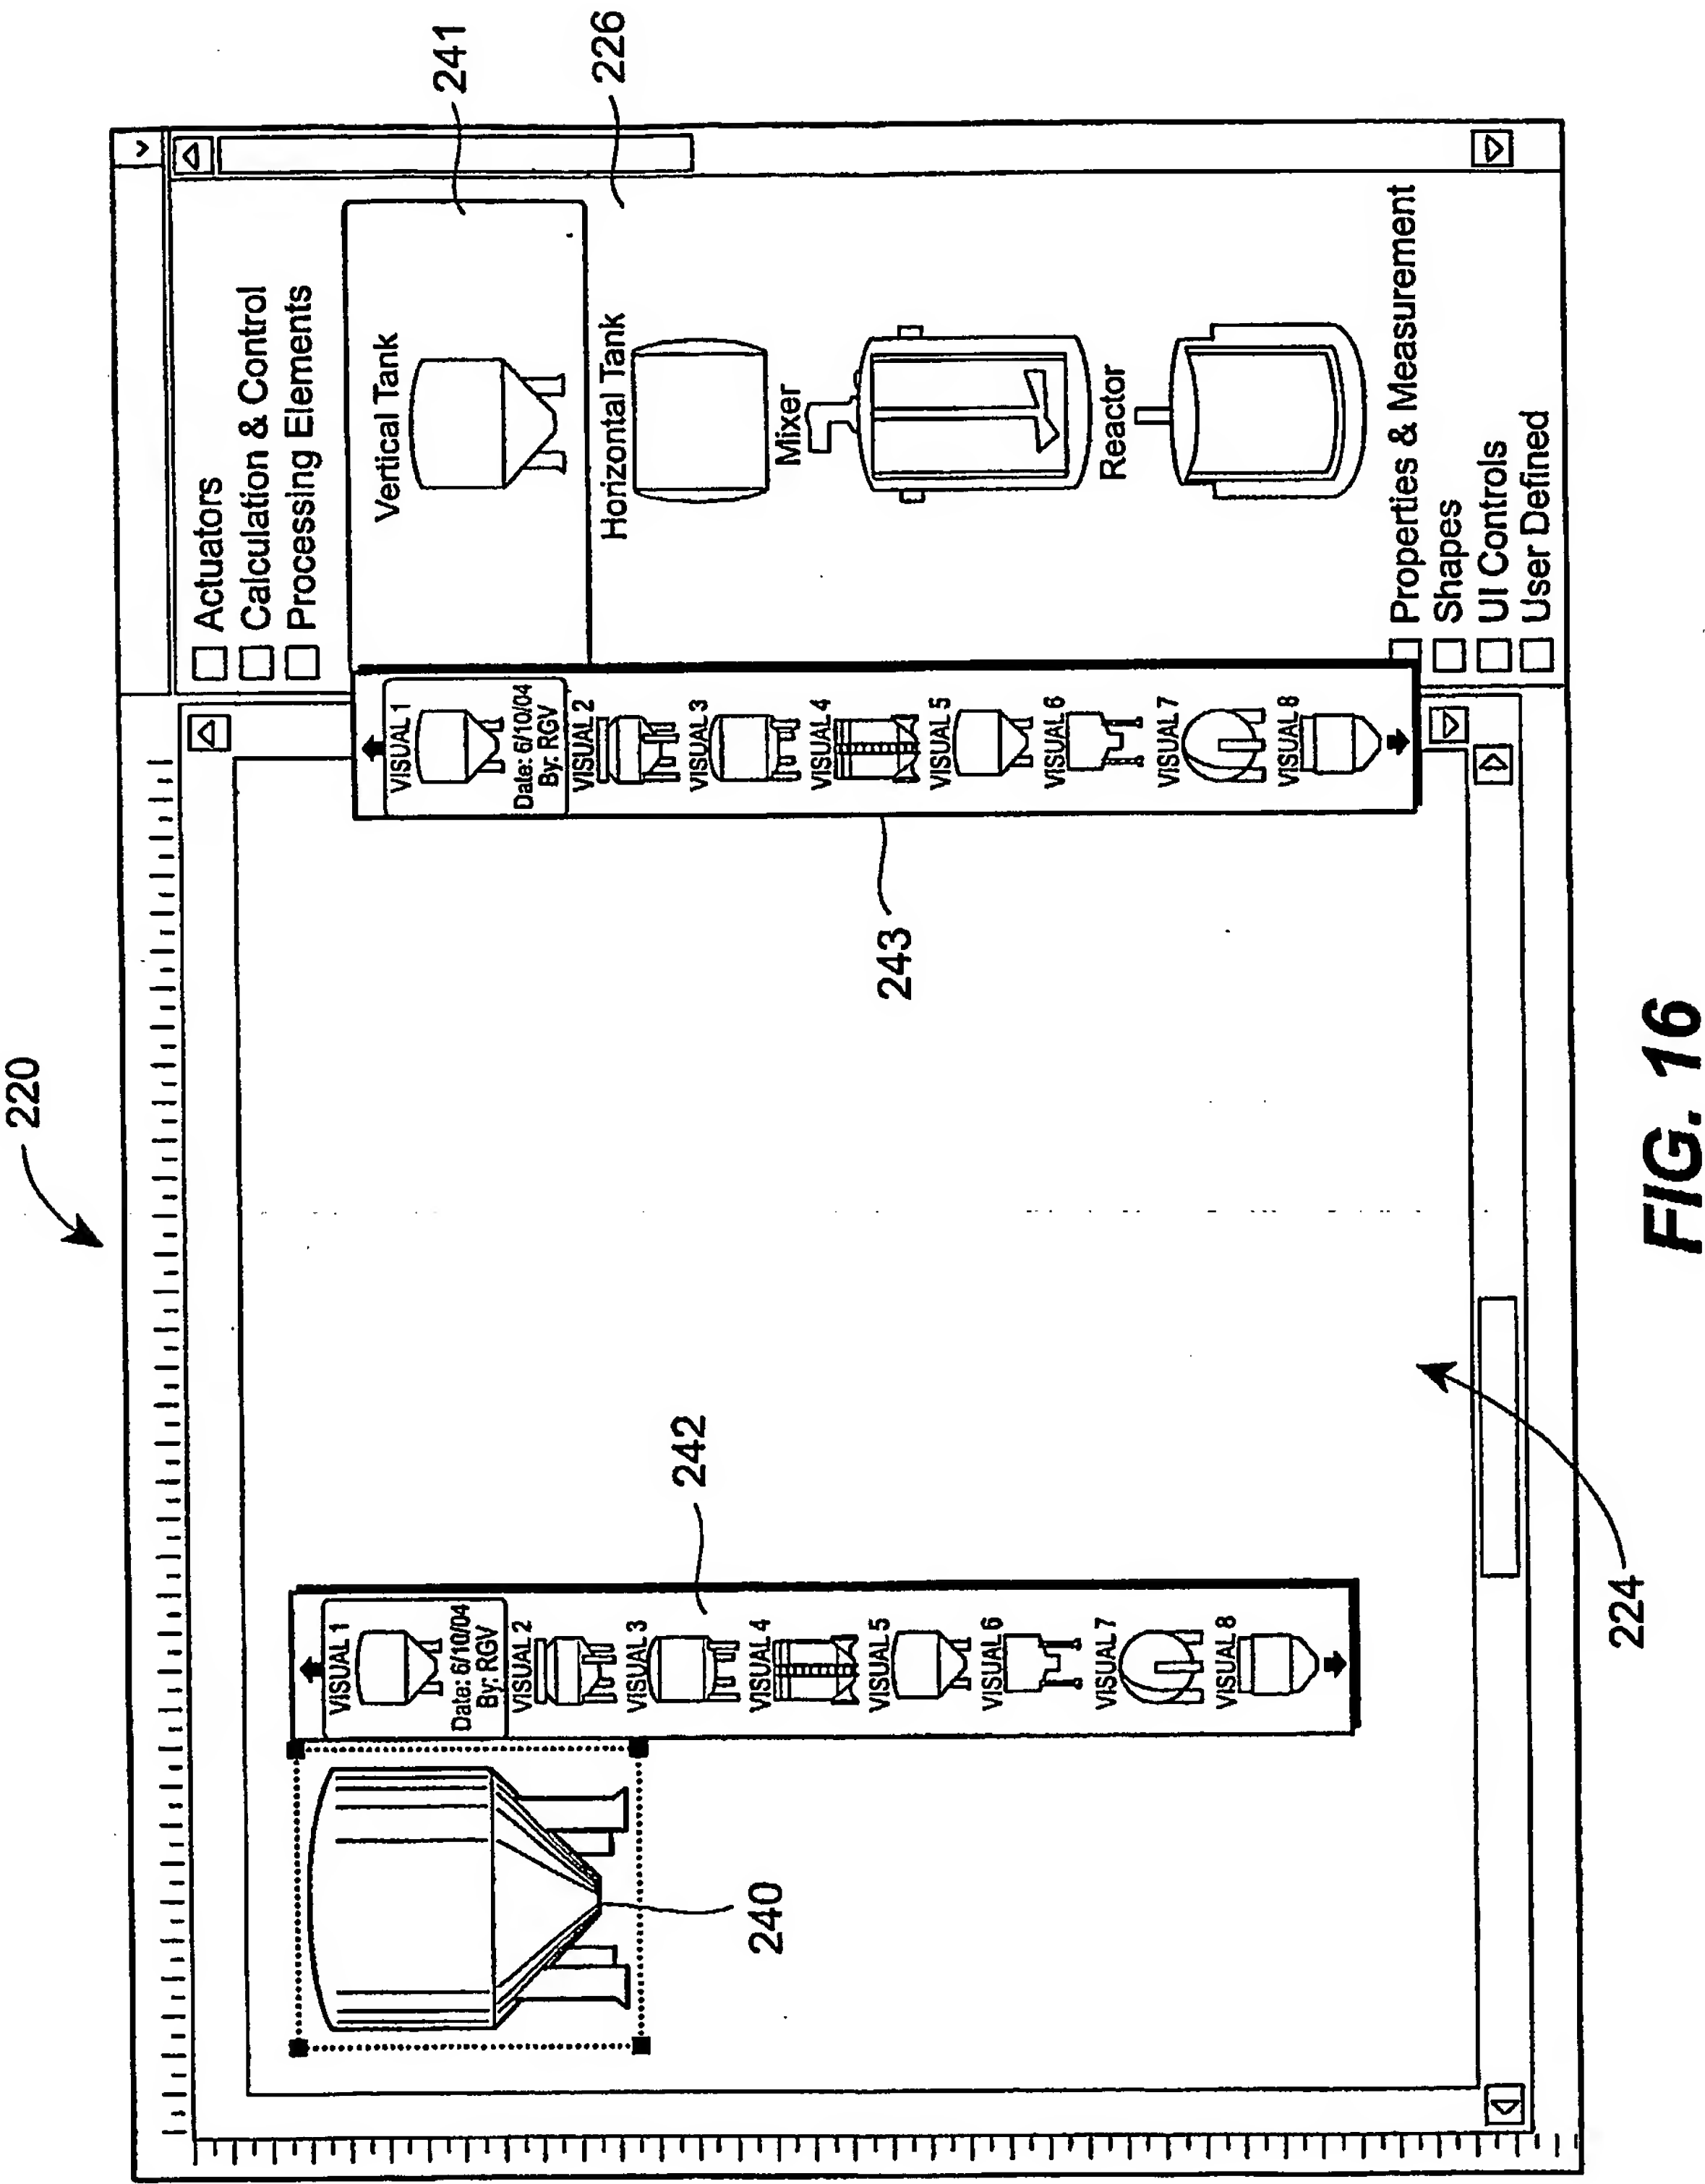 220
241
226
Actuators
Calculation & Control
Processing Elements
Vertical Tank
Horizontal Tank
Mixer
Reactor
Properties & Measurement
Shapes
UI Controls
User Defined
VISUAL 1
Date: 6/10/04
By: RGV
VISUAL 2
VISUAL 3
VISUAL 4
VISUAL 5
VISUAL 6
VISUAL 7
VISUAL 8
243
VISUAL 1
Date: 6/10/04
By: RGV
VISUAL 2
VISUAL 3
VISUAL 4
VISUAL 5
VISUAL 6
VISUAL 7
VISUAL 8
242
240
224
FIG. 16